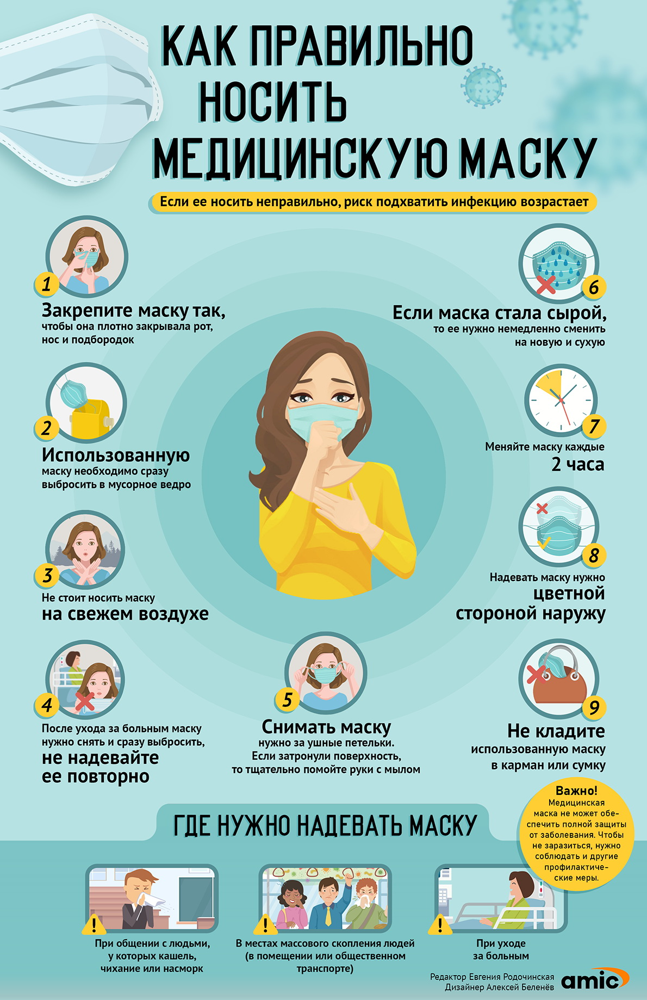 КАК ПРАВИЛЬНО
НОСИТЬ
МЕДИЦИНСКУЮ МАСКУ
Если ее носить неправильно, риск подхватить инфекцию возрастает
1
Закрепите маску так,
чтобы она плотно закрывала рот,
нос и подбородок
2
Использованную
маску необходимо сразу
выбросить в мусорное ведро
3
Не стоит носить маску
на свежем воздухе
4
После ухода за больным маску
нужно снять и сразу выбросить,
не надевайте
ее повторно
5
Снимать маску
нужно за ушные петельки.
Если затронули поверхность,
то тщательно помойте руки с мылом
6
Если маска стала сырой,
то ее нужно немедленно сменить
на новую и сухую
7
Меняйте маску каждые
2 часа
8
Надевать маску нужно
цветной
стороной наружу
9
Не кладите
использованную маску
в карман или сумку
Важно!
Медицинская
маска не может обе-
спечить полной защиты
от заболевания. Чтобы
не заразиться, нужно
соблюдать и другие
профилактиче-
ские меры.
ГДЕ НУЖНО НАДЕВАТЬ МАСКУ
!
При общении с людьми,
у которых кашель,
чихание или насморк
!
В местах массового скопления людей
(в помещении или общественном
транспорте)
!
При уходе
за больным
Редактор Евгения Родочинская
Дизайнер Алексей Беленёв
amic